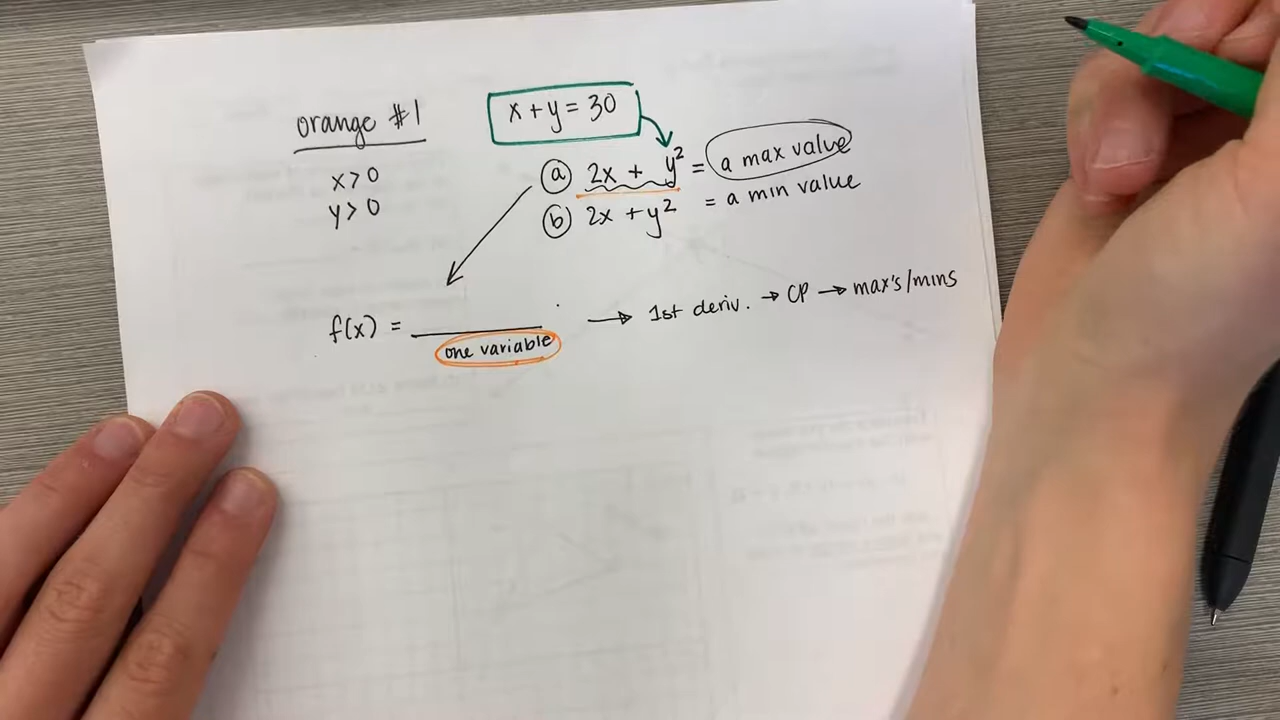 orange #1
x > 0
y > 0
x + y = 30
ⓐ 2x + y² = a max value
ⓑ 2x + y² = a min value
f(x) = ________ → 1st deriv. → CP → max's/mins
one variable